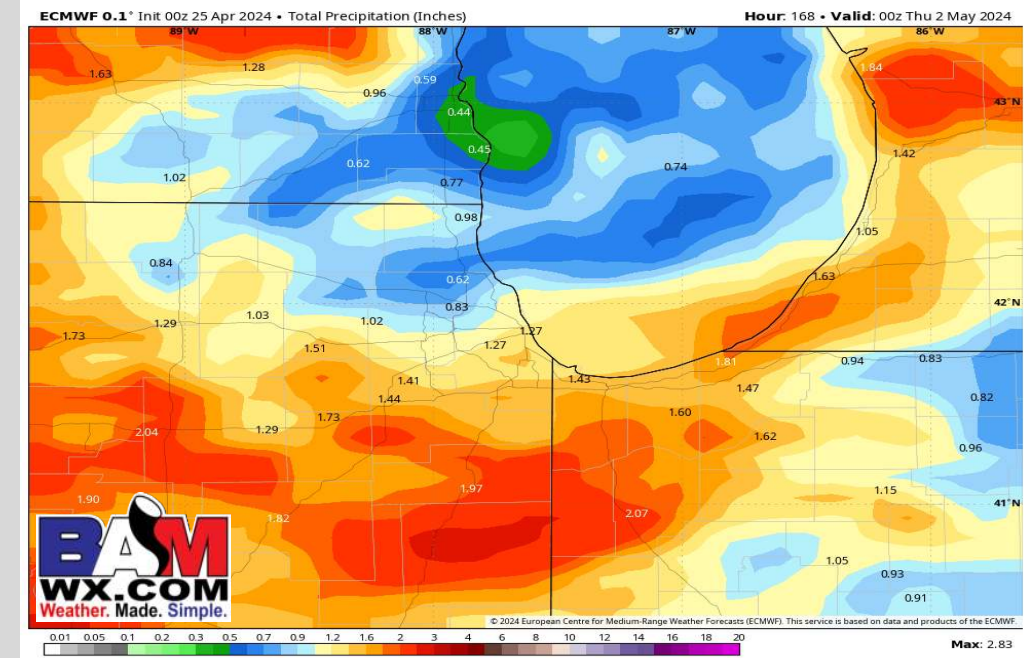 ECMWF 0.1° Init 00z 25 Apr 2024 • Total Precipitation (Inches)
Hour: 168 • Valid: 00z Thu 2 May 2024
89°W 88°W 87°W 86°W
1.63 1.28 0.96 0.59 1.84
43°N
0.44
0.45 1.42
0.62 0.74
1.02 0.77
0.98
1.05
0.84
0.62 1.63
42°N
0.83
1.03 1.02
1.29 1.27
1.73 1.51 1.27
1.81 0.94 0.83
1.41 1.43
1.44 1.47 0.82
1.73 1.60
1.29 2.04 1.62
0.96
1.97 1.15
1.90 41°N
1.82 2.07
1.05
0.93
0.91
BAM
WX.COM
Weather. Made. Simple.
© 2024 European Centre for Medium-Range Weather Forecasts (ECMWF). This service is based on data and products of the ECMWF.
0.01 0.05 0.1 0.2 0.3 0.5 0.7 0.9 1.2 1.6 2 3 4 6 8 10 12 14 16 18 20
Max: 2.83